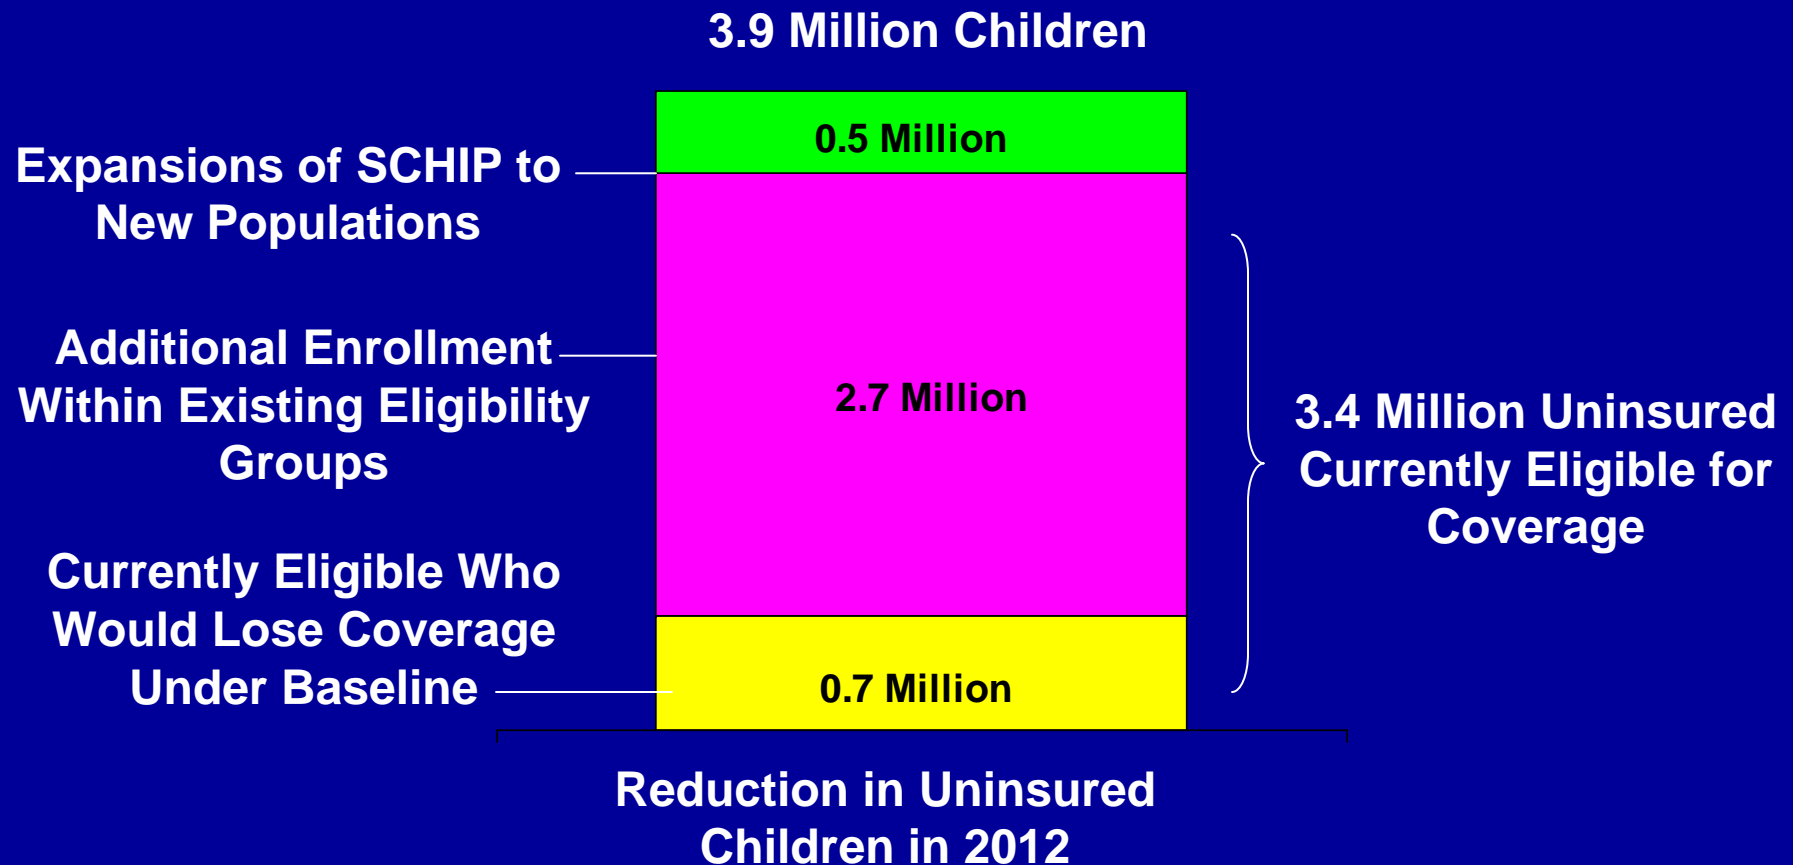 3.9 Million Children
0.5 Million
Expansions of SCHIP to
New Populations
Additional Enrollment
Within Existing Eligibility
Groups
2.7 Million
3.4 Million Uninsured
Currently Eligible for
Coverage
Currently Eligible Who
Would Lose Coverage
Under Baseline
0.7 Million
Reduction in Uninsured
Children in 2012